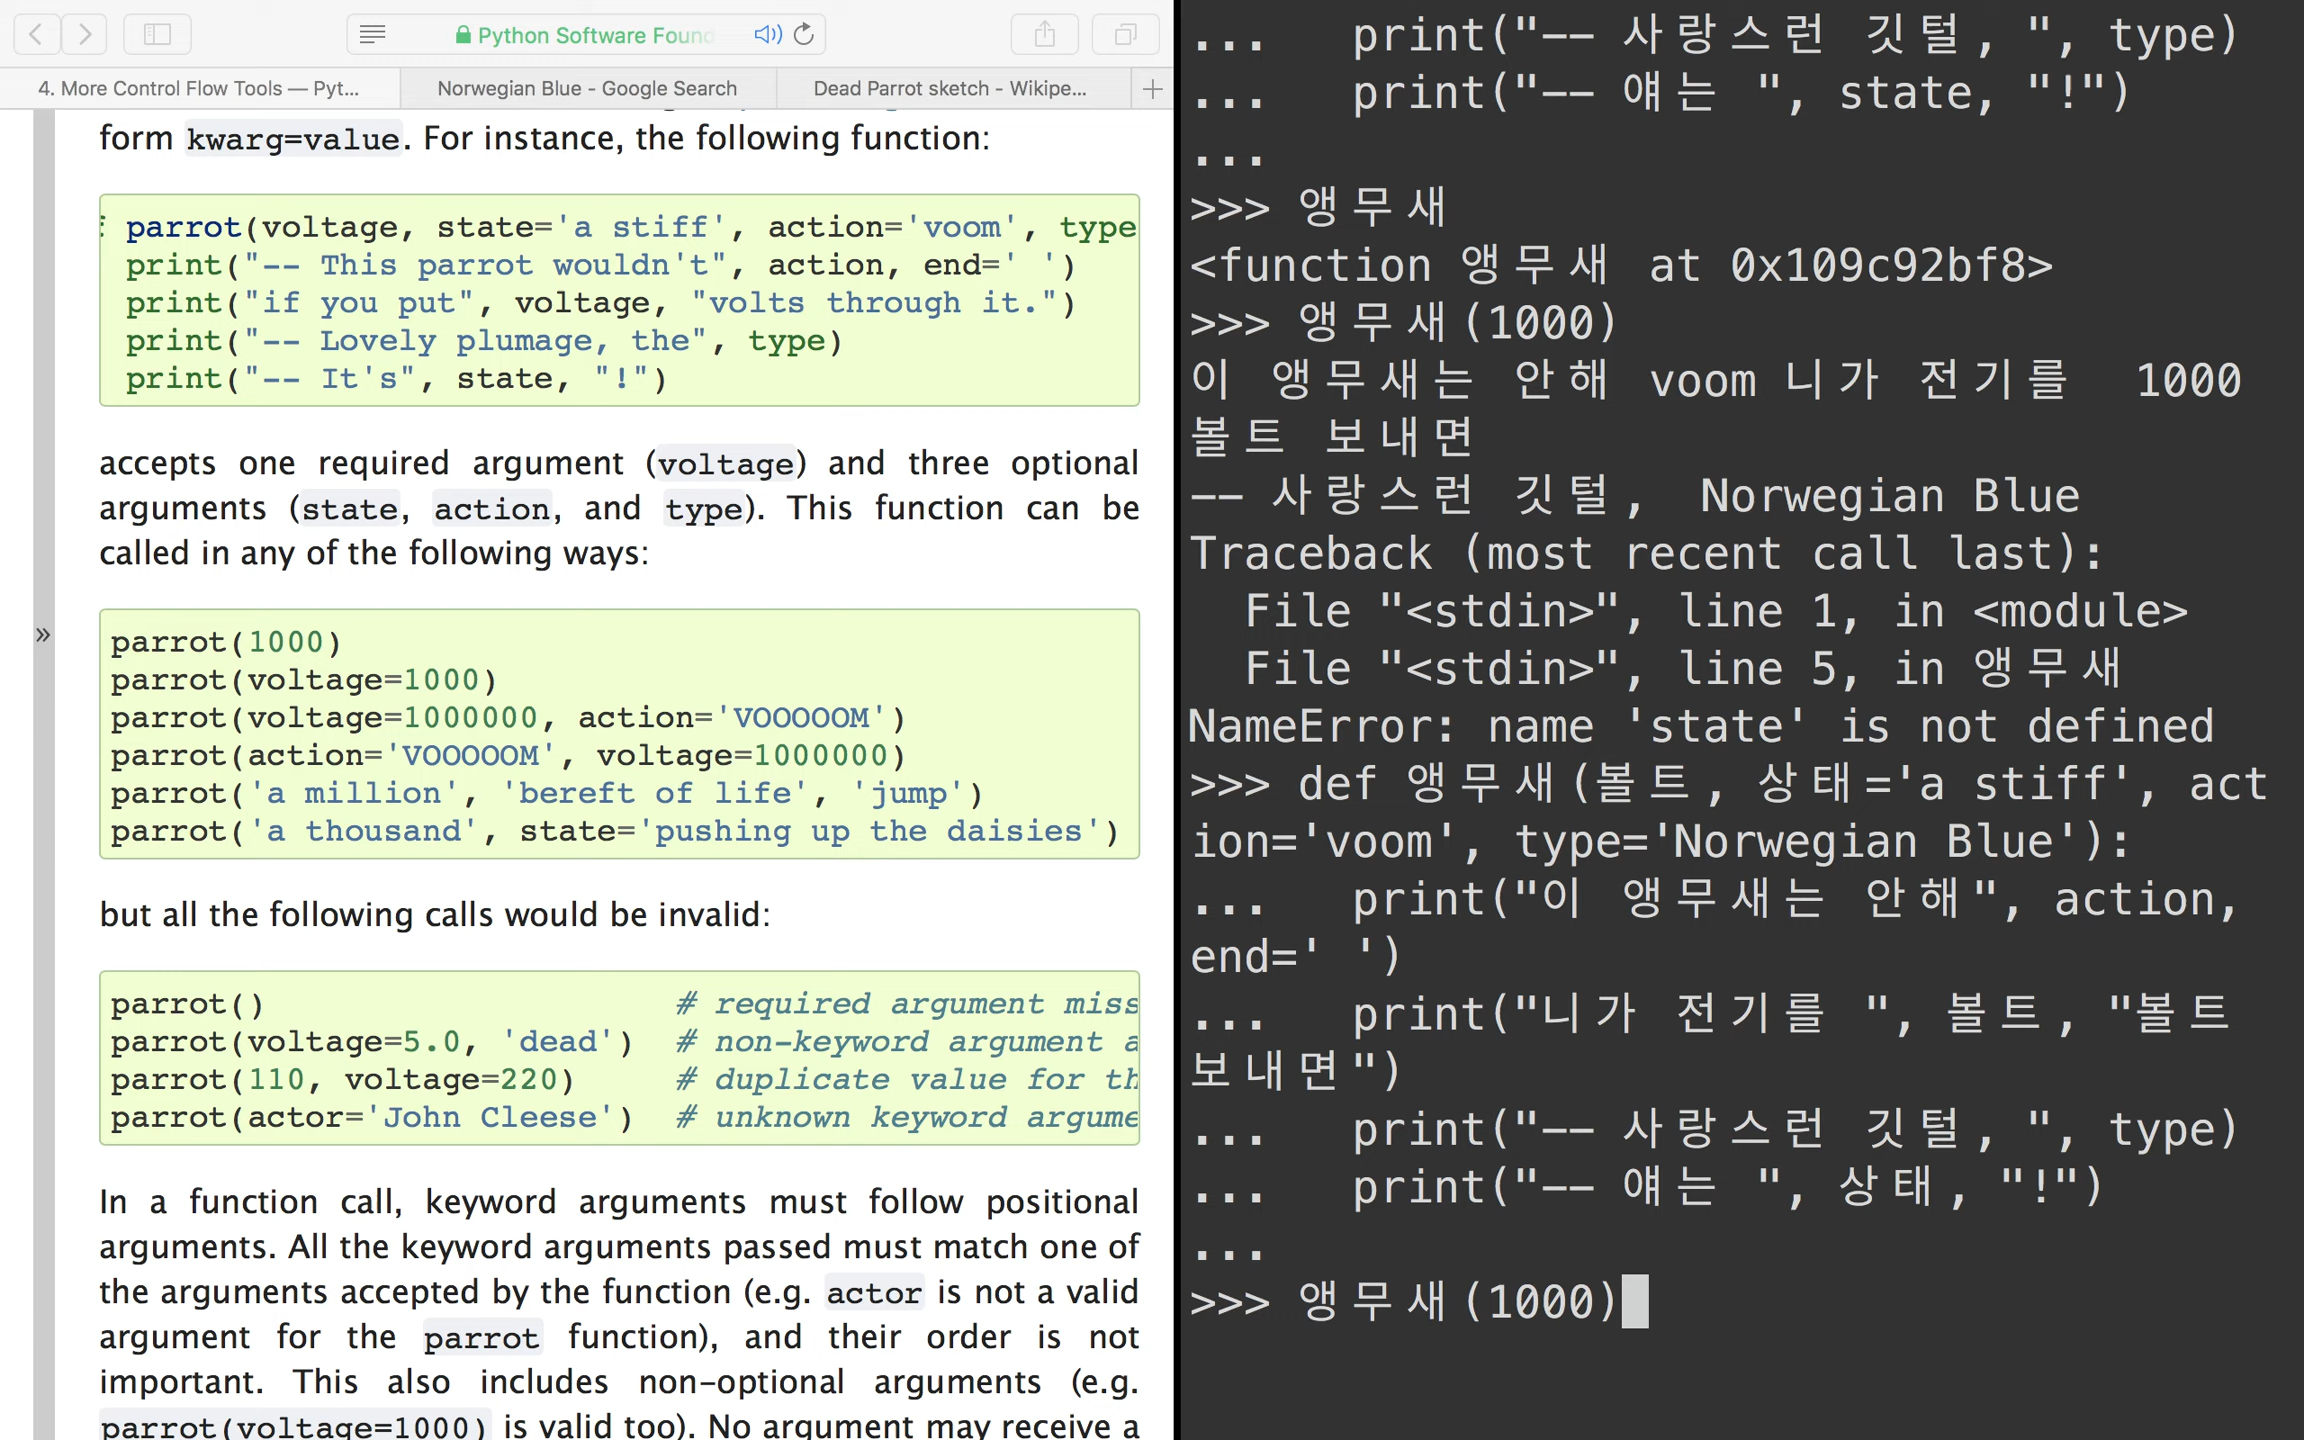 Python Software Found
4. More Control Flow Tools — Pyt...
Norwegian Blue - Google Search
Dead Parrot sketch - Wikipe...
form kwarg=value. For instance, the following function:
parrot(voltage, state='a stiff', action='voom', type
print("-- This parrot wouldn't", action, end=' ')
print("if you put", voltage, "volts through it.")
print("-- Lovely plumage, the", type)
print("-- It's", state, "!")
accepts one required argument (voltage) and three optional
arguments (state, action, and type). This function can be
called in any of the following ways:
parrot(1000)
parrot(voltage=1000)
parrot(voltage=1000000, action='VOOOOOM')
parrot(action='VOOOOOM', voltage=1000000)
parrot('a million', 'bereft of life', 'jump')
parrot('a thousand', state='pushing up the daisies')
but all the following calls would be invalid:
parrot() # required argument miss
parrot(voltage=5.0, 'dead') # non-keyword argument a
parrot(110, voltage=220) # duplicate value for th
parrot(actor='John Cleese') # unknown keyword argume
In a function call, keyword arguments must follow positional
arguments. All the keyword arguments passed must match one of
the arguments accepted by the function (e.g. actor is not a valid
argument for the parrot function), and their order is not
important. This also includes non-optional arguments (e.g.
parrot(voltage=1000) is valid too). No argument may receive a
»
... print("-- 사랑스런 깃털, ", type)
... print("-- 얘는 ", state, "!")
...
>>> 앵무새
<function 앵무새 at 0x109c92bf8>
>>> 앵무새(1000)
이 앵무새는 안해 voom 니가 전기를  1000
볼트 보내면
-- 사랑스런 깃털,  Norwegian Blue
Traceback (most recent call last):
File "<stdin>", line 1, in <module>
File "<stdin>", line 5, in 앵무새
NameError: name 'state' is not defined
>>> def 앵무새(볼트, 상태='a stiff', act
ion='voom', type='Norwegian Blue'):
... print("이 앵무새는 안해", action,
end=' ')
... print("니가 전기를 ", 볼트, "볼트
보내면")
... print("-- 사랑스런 깃털, ", type)
... print("-- 얘는 ", 상태, "!")
...
>>> 앵무새(1000)